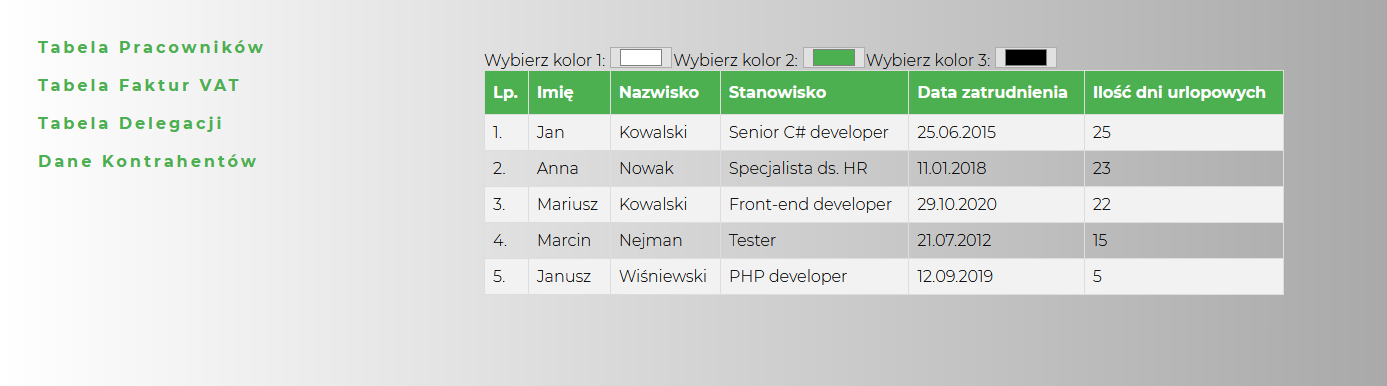 Tabela Pracowników
Tabela Faktur VAT
Tabela Delegacji
Dane Kontrahentów
Wybierz kolor 1: Wybierz kolor 2: Wybierz kolor 3:
Lp. Imię Nazwisko Stanowisko Data zatrudnienia Ilość dni urlopowych
1. Jan Kowalski Senior C# developer 25.06.2015 25
2. Anna Nowak Specjalista ds. HR 11.01.2018 23
3. Mariusz Kowalski Front-end developer 29.10.2020 22
4. Marcin Nejman Tester 21.07.2012 15
5. Janusz Wiśniewski PHP developer 12.09.2019 5